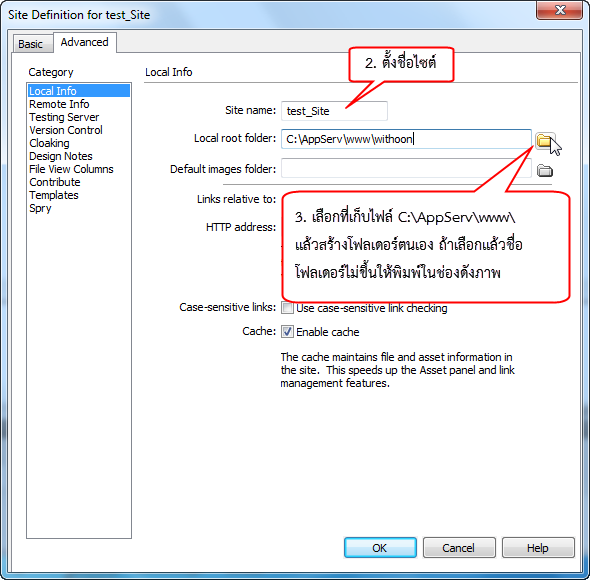 Site Definition for test_Site
Basic
Advanced
Category
Local Info
Remote Info
Testing Server
Version Control
Cloaking
Design Notes
File View Columns
Contribute
Templates
Spry
Local Info
2. ตั้งชื่อไซต์
Site name: test_Site
Local root folder: C:\AppServ\www\withoon
Default images folder:
Links relative to:
HTTP address:
3. เลือกที่เก็บไฟล์ C:\AppServ\www\
แล้วสร้างโฟลเดอร์ตนเอง ถ้าเลือกแล้วชื่อ
โฟลเดอร์ไม่ขึ้นให้พิมพ์ในช่องดังภาพ
Case-sensitive links: Use case-sensitive link checking
Cache: Enable cache
The cache maintains file and asset information in
the site. This speeds up the Asset panel and link
management features.
OK
Cancel
Help